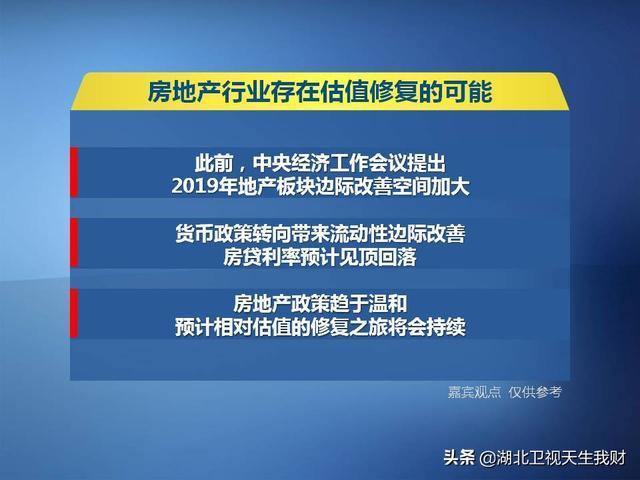 房地产行业存在估值修复的可能
此前，中央经济工作会议提出
2019年地产板块边际改善空间加大
货币政策转向带来流动性边际改善
房贷利率预计见顶回落
房地产政策趋于温和
预计相对估值的修复之旅将会持续
嘉宾观点 仅供参考
头条 @湖北卫视天生我财